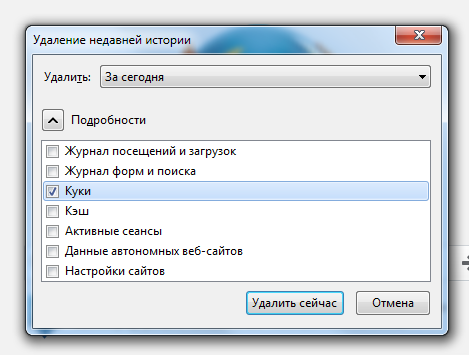 Удаление недавней истории
Удалить: За сегодня
Подробности
Журнал посещений и загрузок
Журнал форм и поиска
Куки
Кэш
Активные сеансы
Данные автономных веб-сайтов
Настройки сайтов
Удалить сейчас Отмена